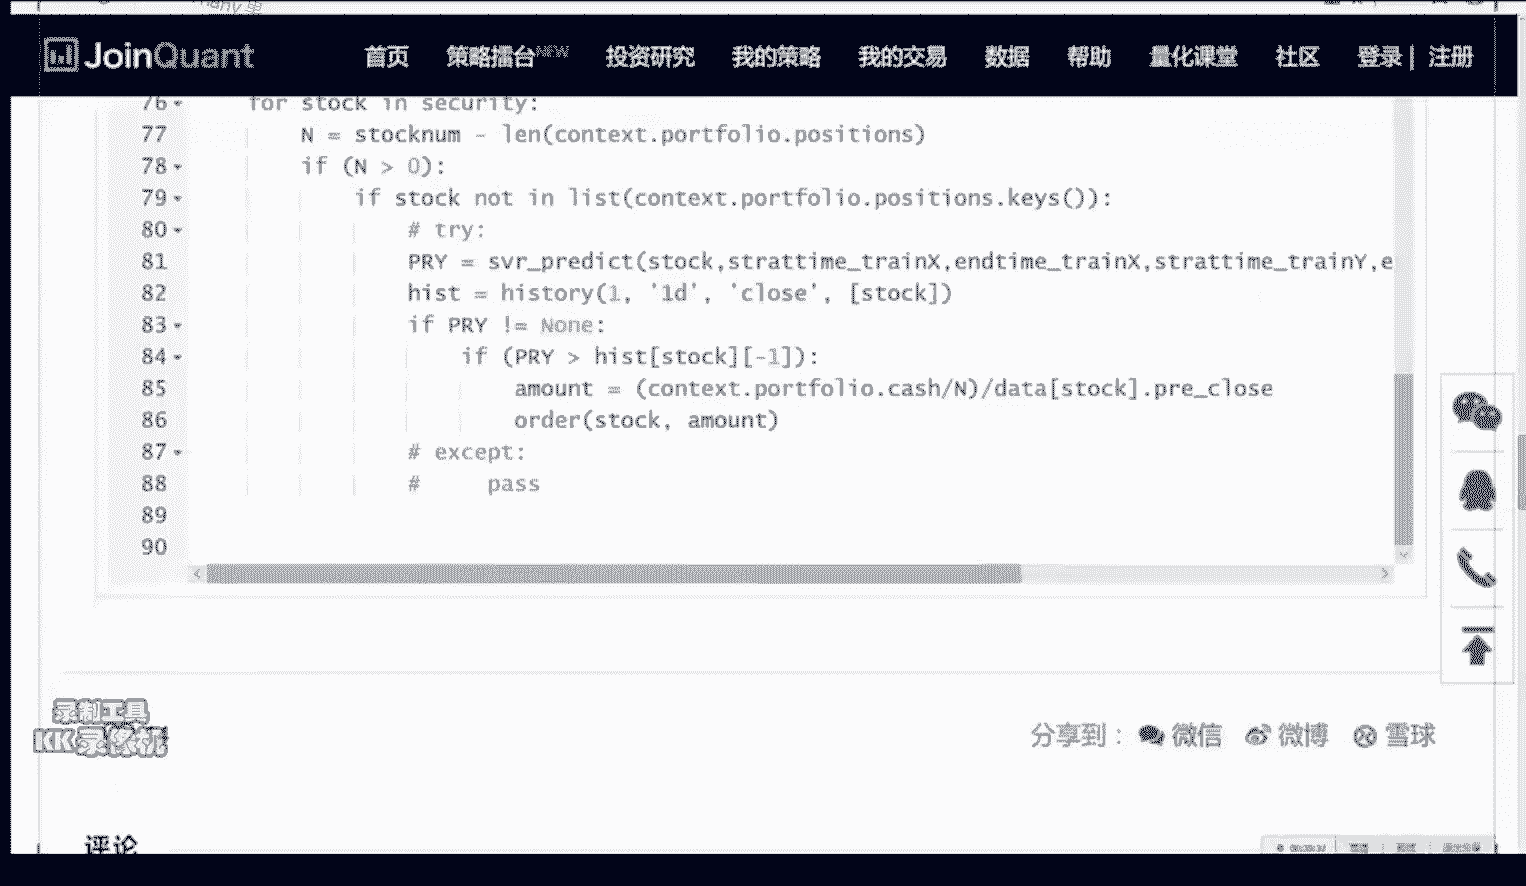 JoinQuant 首页 策略擂台NEW 投资研究 我的策略 我的交易 数据 帮助 量化课堂 社区 登录 | 注册
76 for stock in security:
77 N = stocknum - len(context.portfolio.positions)
78 if (N > 0):
79 if stock not in list(context.portfolio.positions.keys()):
80 # try:
81 PRY = svr_predict(stock,strattime_trainX,endtime_trainX,strattime_trainY,e
82 hist = history(1, '1d', 'close', [stock])
83 if PRY != None:
84 if (PRY > hist[stock][-1]):
85 amount = (context.portfolio.cash/N)/data[stock].pre_close
86 order(stock, amount)
87 # except:
88 # pass
89
90
录制工具
KK录像机
分享到： 微信 微博 雪球
评论